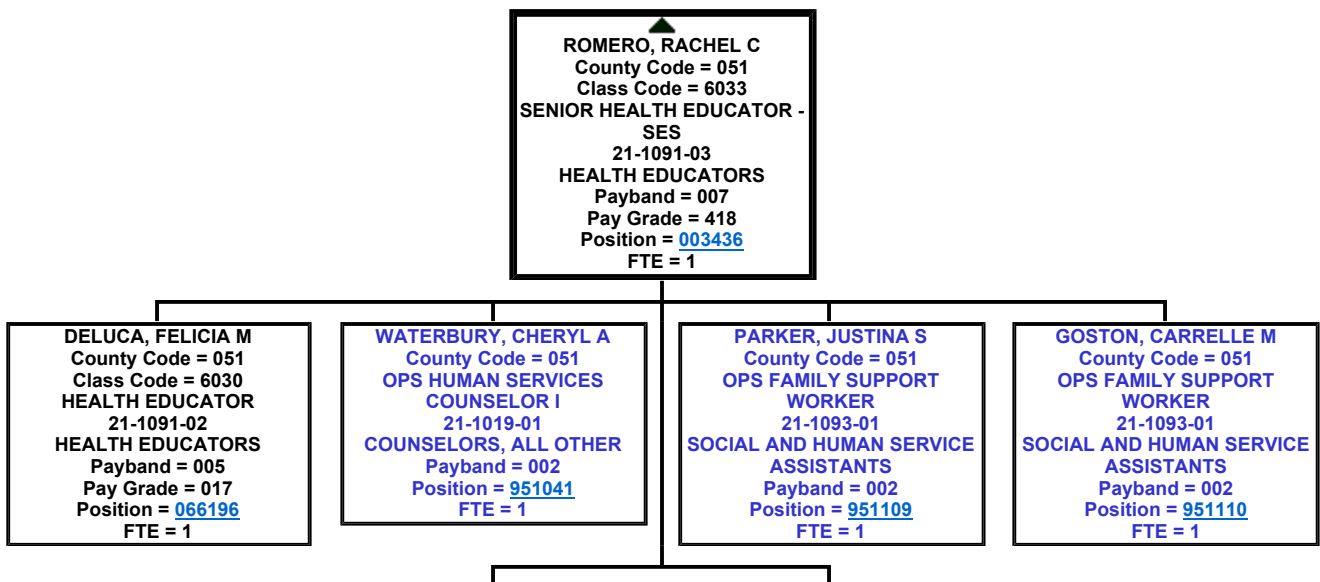 ROMERO, RACHEL C
County Code = 051
Class Code = 6033
SENIOR HEALTH EDUCATOR -
SES
21-1091-03
HEALTH EDUCATORS
Payband = 007
Pay Grade = 418
Position = 003436
FTE = 1
DELUCA, FELICIA M
County Code = 051
Class Code = 6030
HEALTH EDUCATOR
21-1091-02
HEALTH EDUCATORS
Payband = 005
Pay Grade = 017
Position = 066196
FTE = 1
WATERBURY, CHERYL A
County Code = 051
OPS HUMAN SERVICES
COUNSELOR I
21-1019-01
COUNSELORS, ALL OTHER
Payband = 002
Position = 951041
FTE = 1
PARKER, JUSTINA S
County Code = 051
OPS FAMILY SUPPORT
WORKER
21-1093-01
SOCIAL AND HUMAN SERVICE
ASSISTANTS
Payband = 002
Position = 951109
FTE = 1
GOSTON, CARRELLE M
County Code = 051
OPS FAMILY SUPPORT
WORKER
21-1093-01
SOCIAL AND HUMAN SERVICE
ASSISTANTS
Payband = 002
Position = 951110
FTE = 1